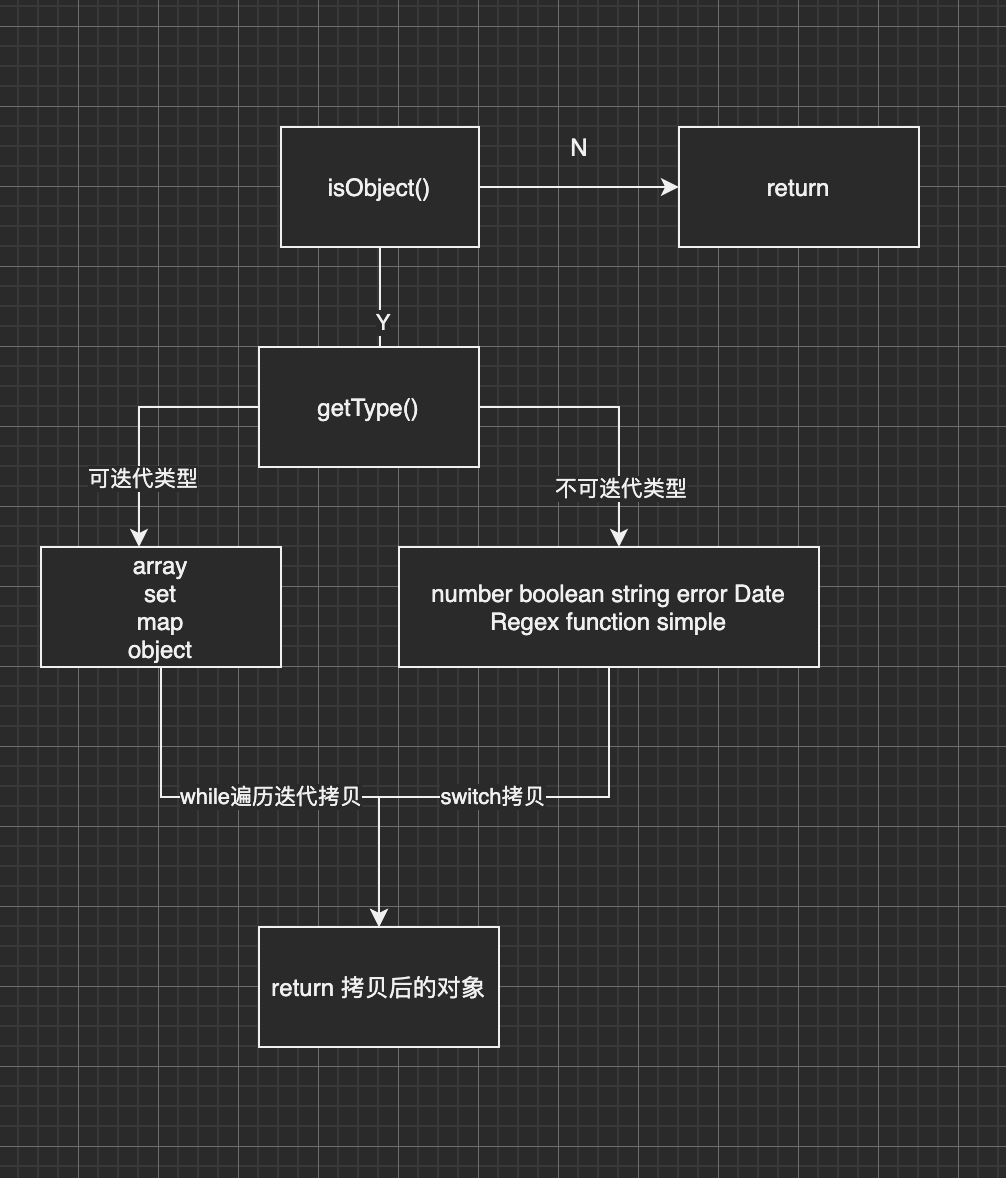 isObject()
N
return
Y
getType()
可迭代类型
不可迭代类型
array
set
map
object
number boolean string error Date
Regex function simple
while遍历迭代拷贝
switch拷贝
return 拷贝后的对象